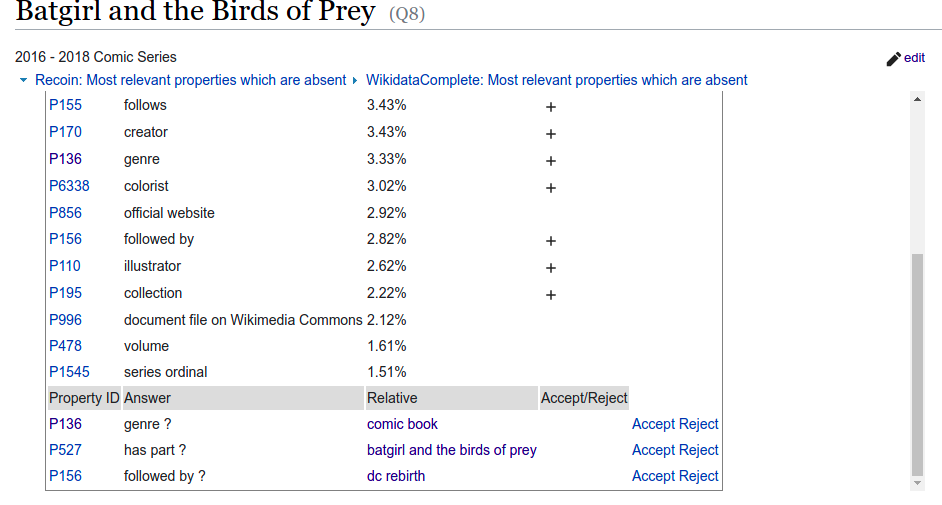 Batgirl and the Birds of Prey (Q8)
2016 - 2018 Comic Series edit
Recoin: Most relevant properties which are absent WikidataComplete: Most relevant properties which are absent
P155 follows 3.43% +
P170 creator 3.43% +
P136 genre 3.33% +
P6338 colorist 3.02% +
P856 official website 2.92%
P156 followed by 2.82% +
P110 illustrator 2.62% +
P195 collection 2.22% +
P996 document file on Wikimedia Commons 2.12%
P478 volume 1.61%
P1545 series ordinal 1.51%
Property ID Answer Relative Accept/Reject
P136 genre ? comic book Accept Reject
P527 has part ? batgirl and the birds of prey Accept Reject
P156 followed by ? dc rebirth Accept Reject